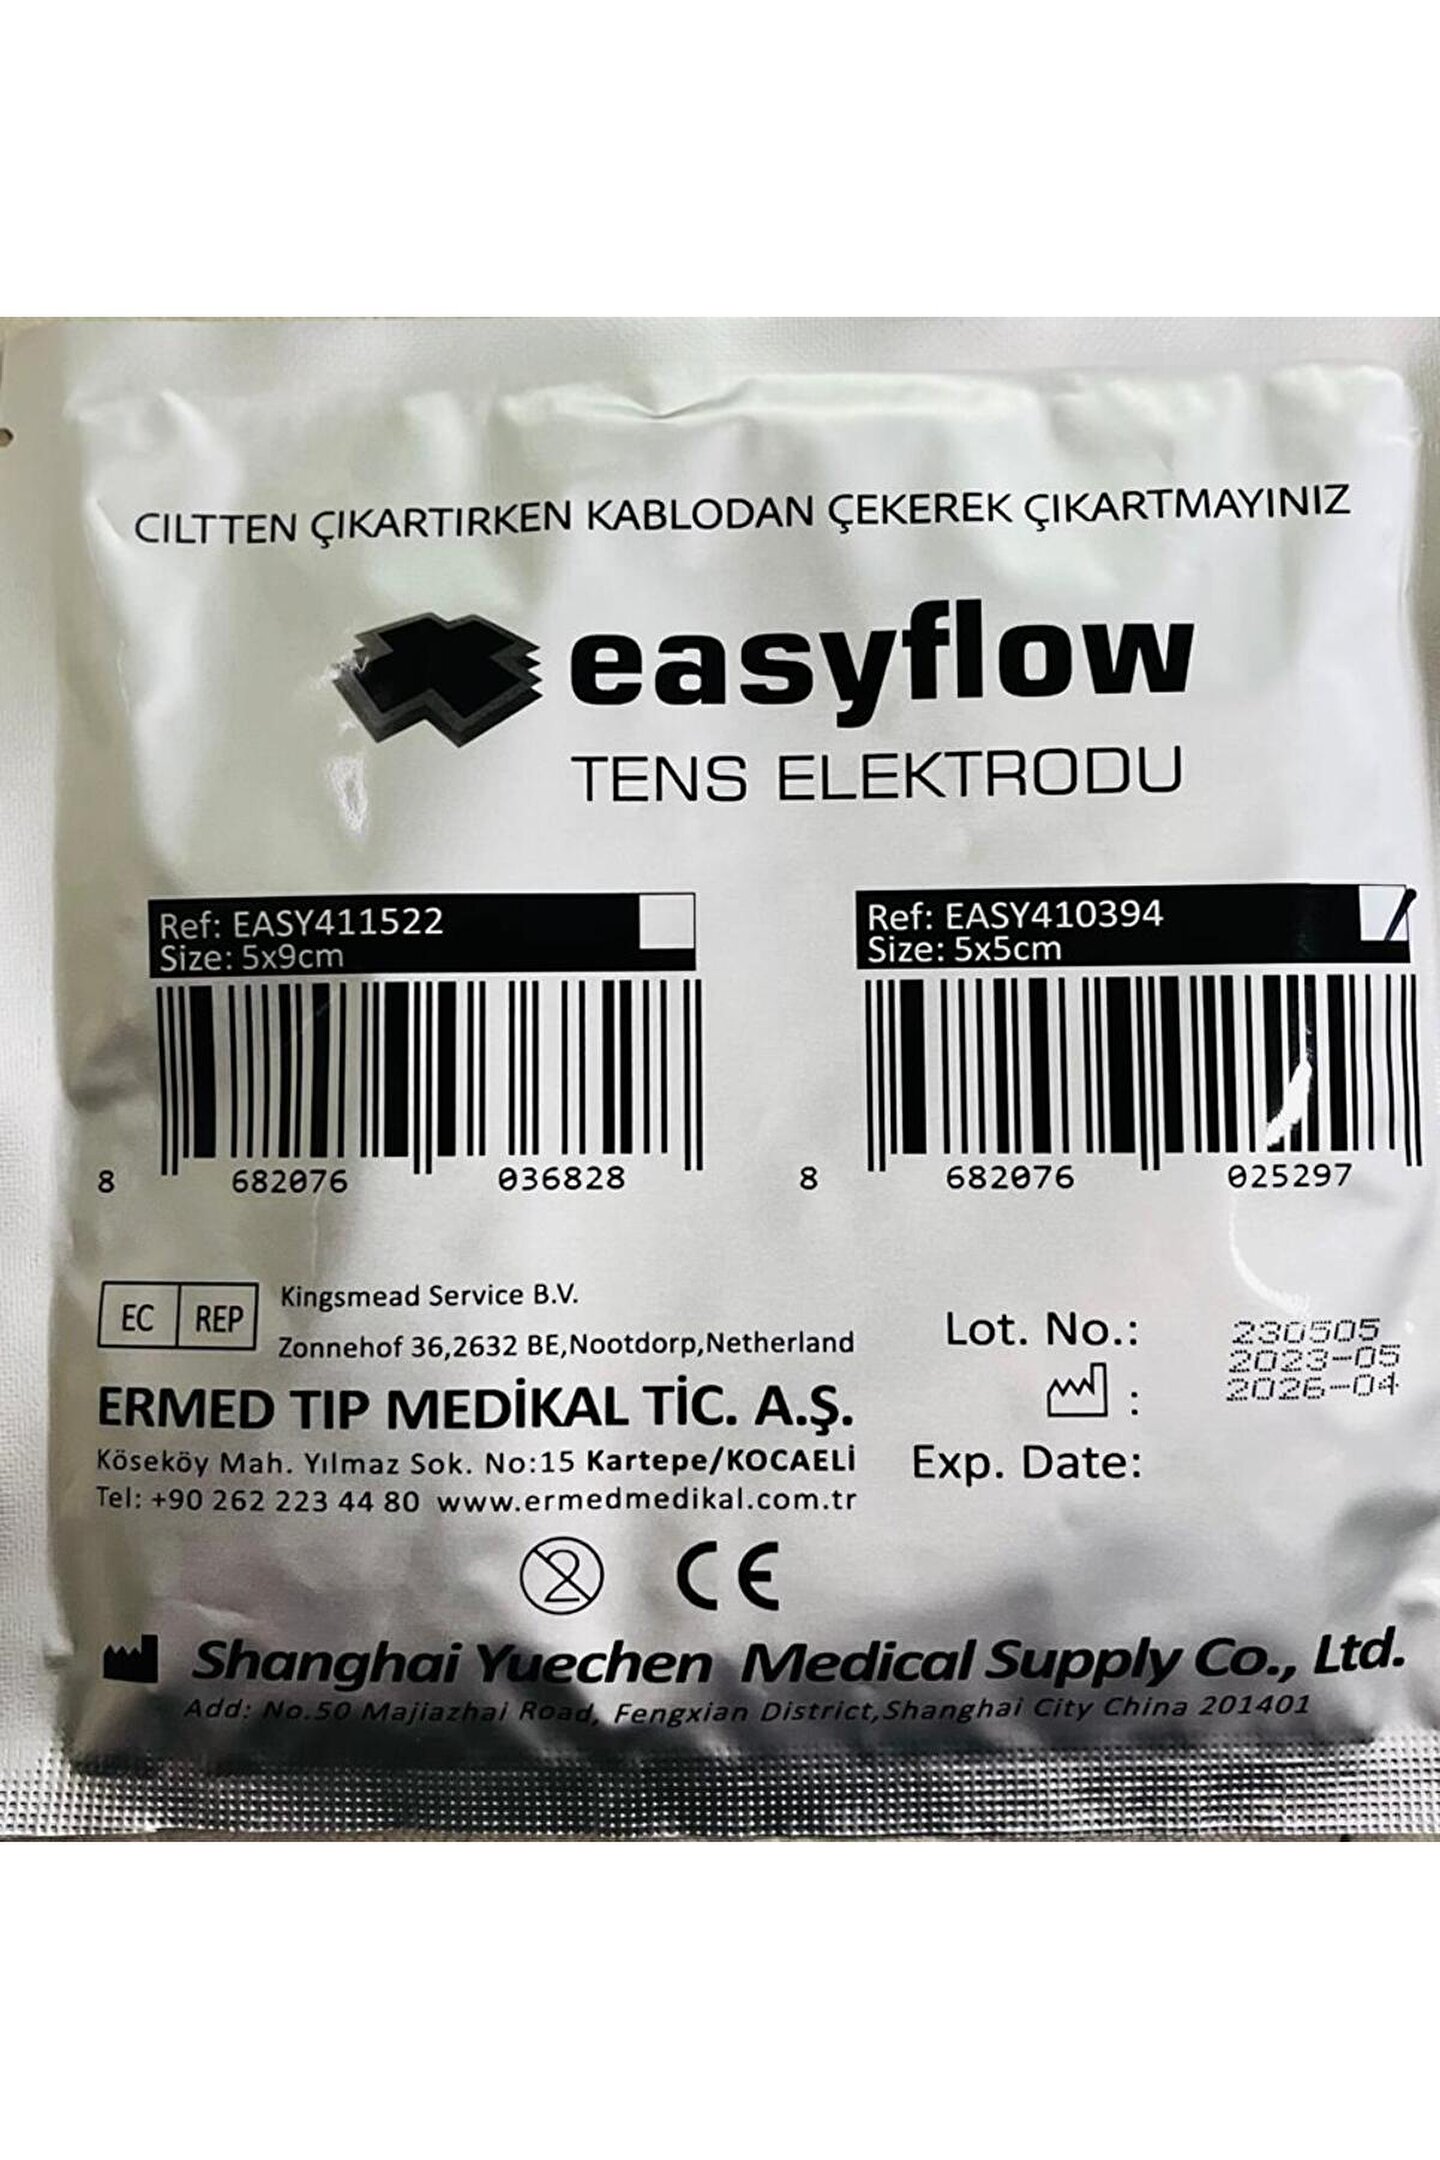 CILTTEN ÇIKARTIRKEN KABLODAN ÇEKEREK ÇIKARTMAYINIZ
easyflow
TENS ELEKTRODU
Ref: EASY411522
Size: 5x9cm
Ref: EASY410394
Size: 5x5cm
8 682076 036828
8 682076 025297
EC REP
Kingsmead Service B.V.
Zonnehof 36,2632 BE,Nootdorp,Netherland
ERMED TIP MEDİKAL TİC. A.Ş.
Köseköy Mah. Yılmaz Sok. No:15 Kartepe/KOCAELİ
Tel: +90 262 223 44 80 www.ermedmedikal.com.tr
Lot. No.: 230505
: 2023-05
2026-04
Exp. Date:
2 CE
Shanghai Yuechen Medical Supply Co., Ltd.
Add: No.50 Majiazhai Road, Fengxian District,Shanghai City China 201401